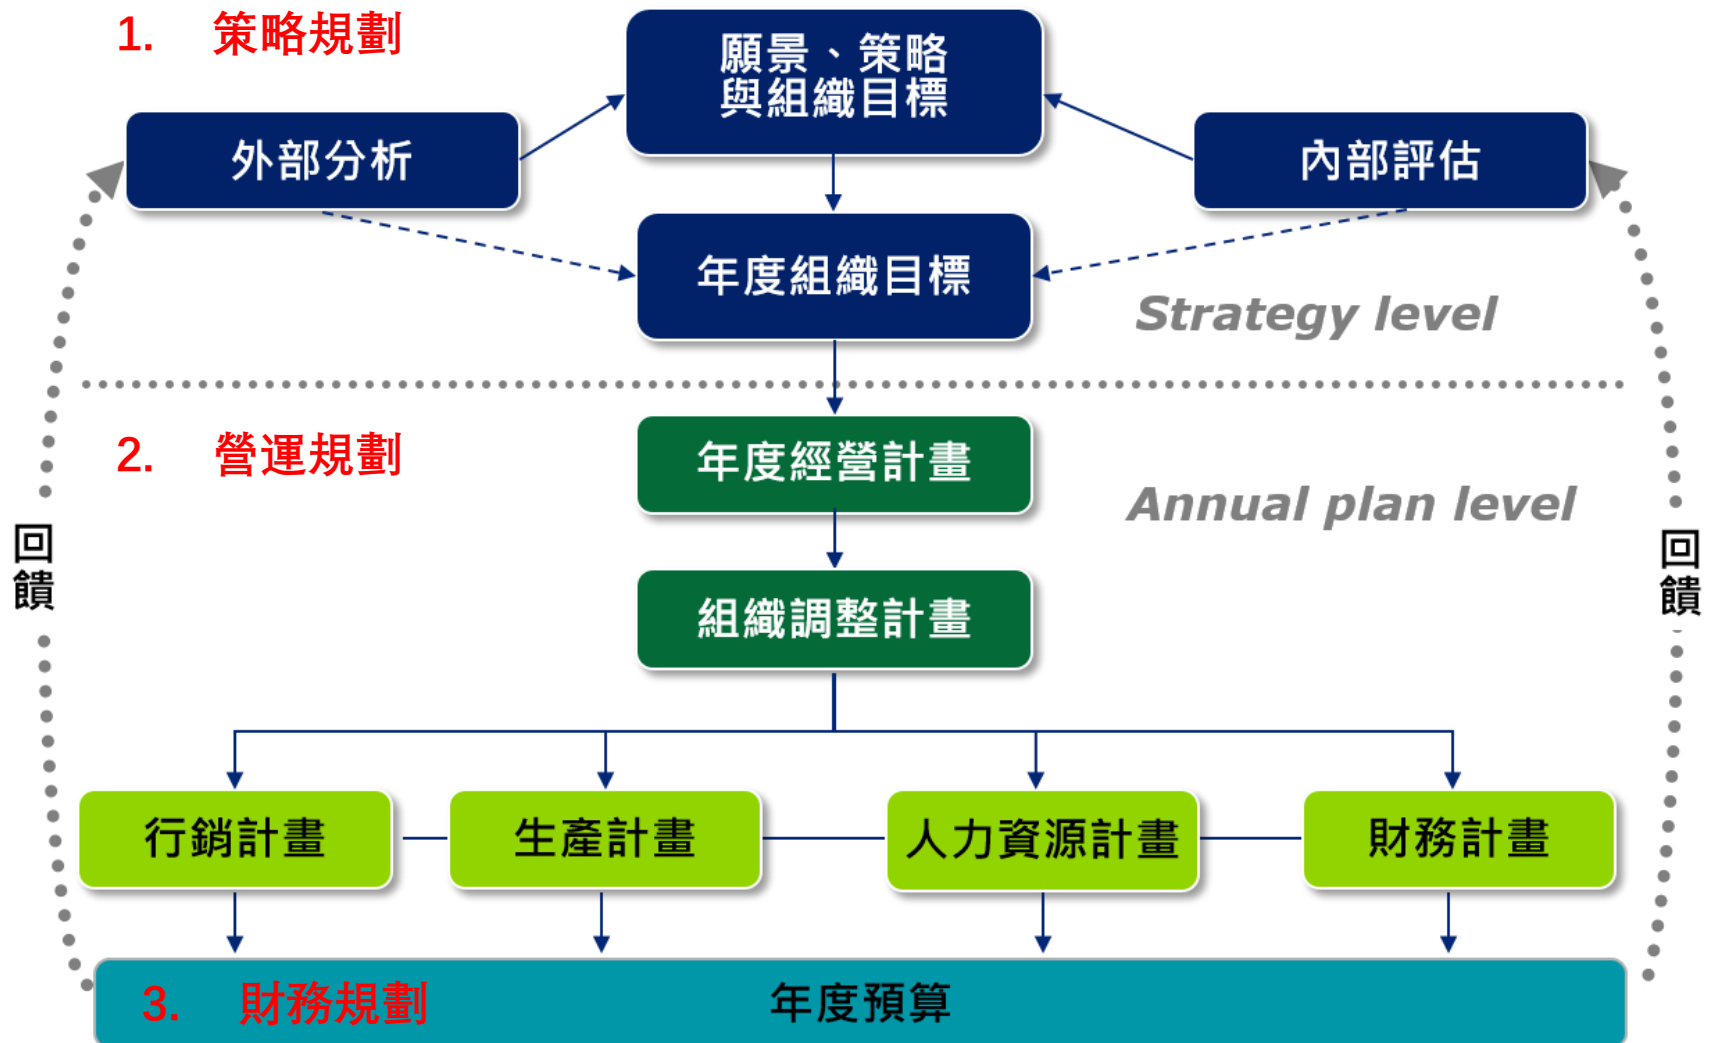 1. 策略規劃
願景、策略
與組織目標
外部分析
內部評估
年度組織目標
Strategy level
2. 營運規劃
年度經營計畫
Annual plan level
回饋
回饋
組織調整計畫
行銷計畫
生產計畫
人力資源計畫
財務計畫
3. 財務規劃
年度預算